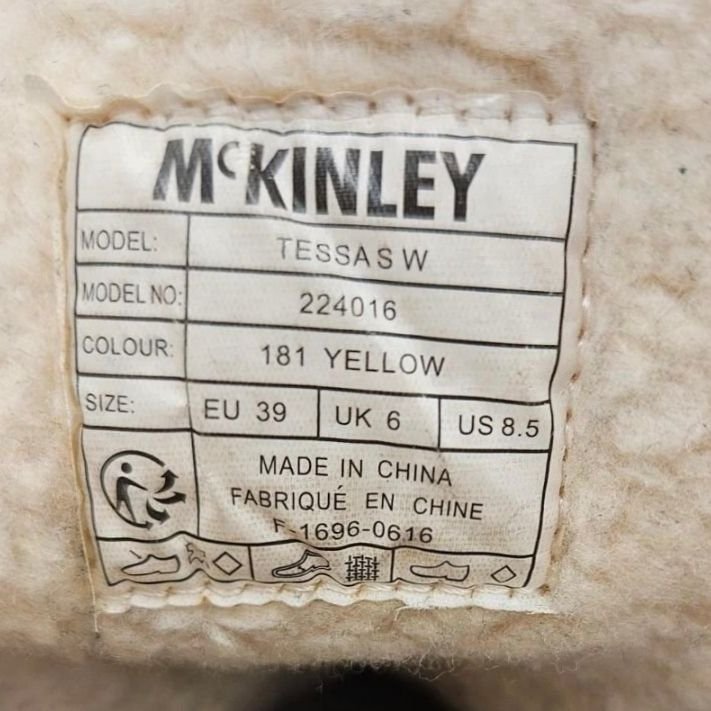 McKINLEY
MODEL: TESSA S W
MODEL NO: 224016
COLOUR: 181 YELLOW
SIZE: EU 39 UK 6 US 8.5
MADE IN CHINA
FABRIQUÉ EN CHINE
F-1696-0616